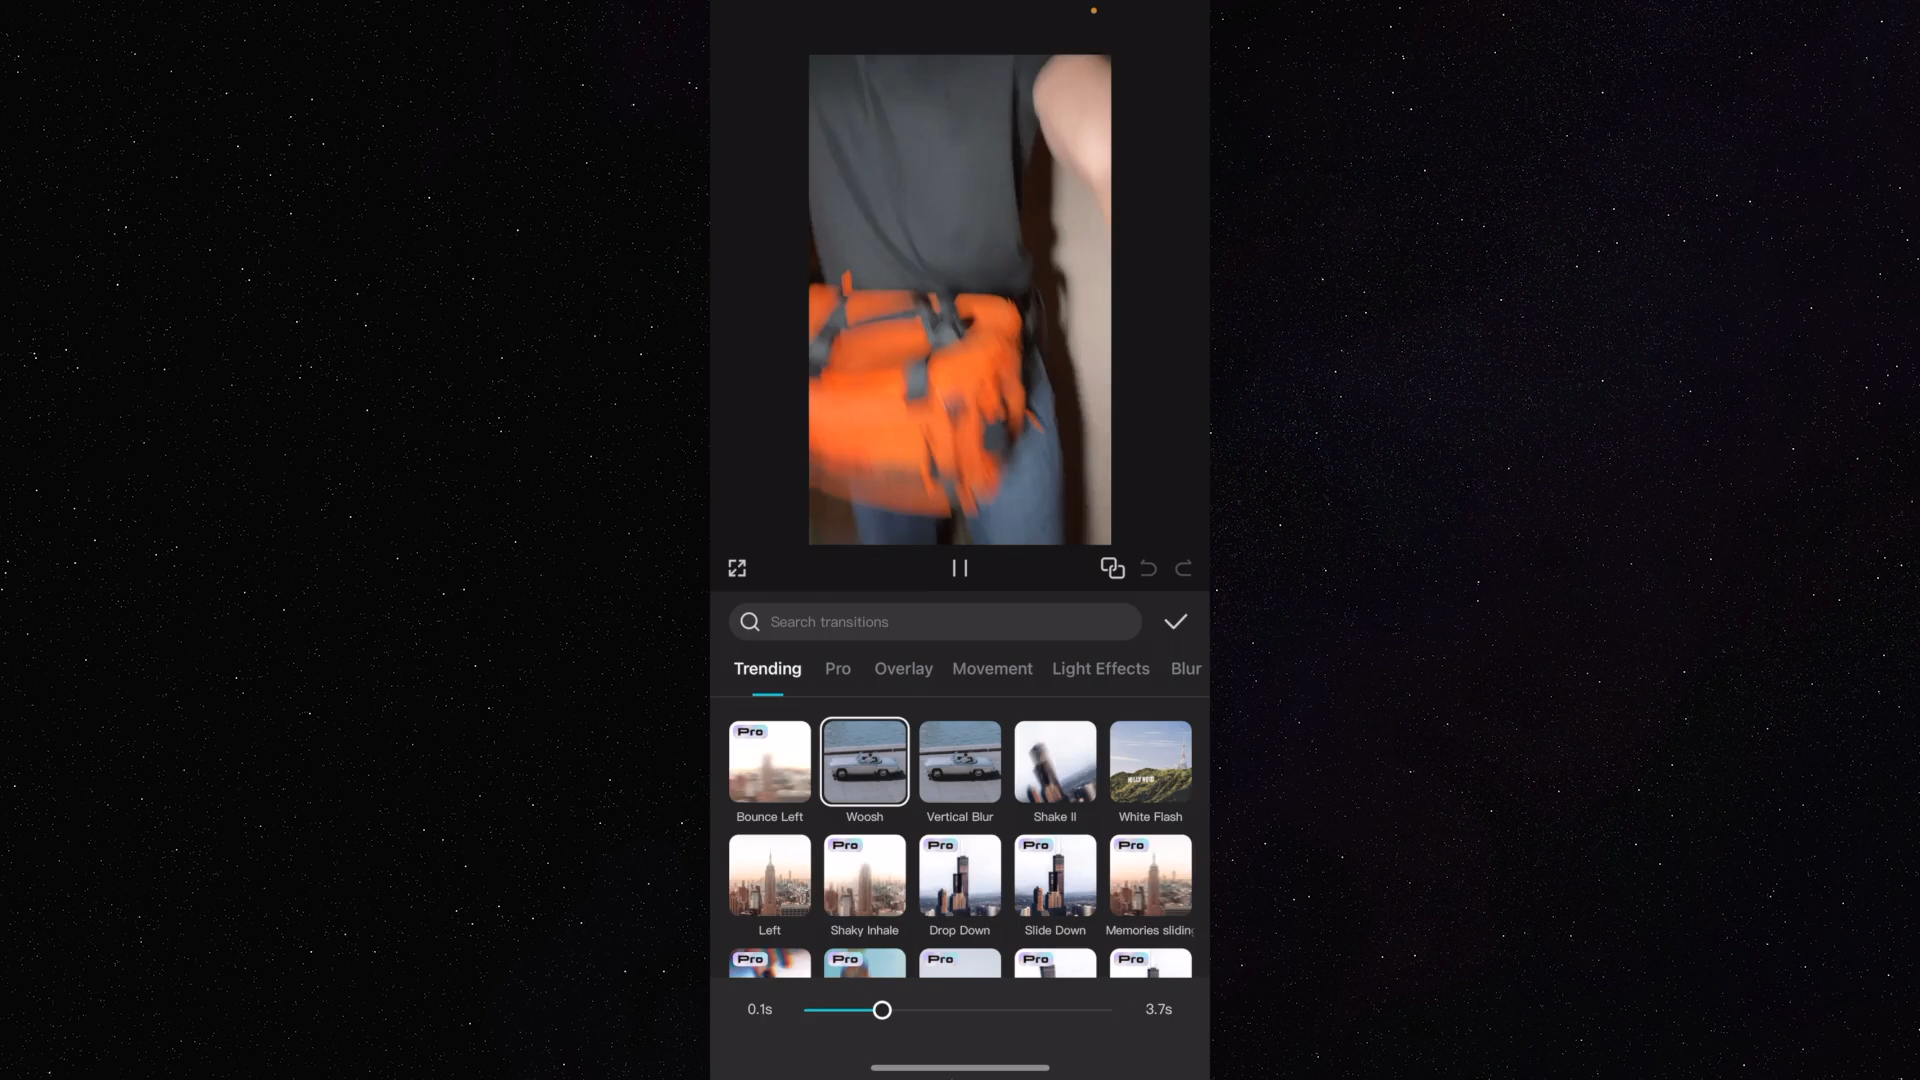 Search transitions
Trending Pro Overlay Movement Light Effects Blur
Pro
Bounce Left Woosh Vertical Blur Shake II White Flash
Pro Pro Pro Pro
Left Shaky Inhale Drop Down Slide Down Memories sliding
Pro Pro Pro Pro Pro
0.1s 3.7s